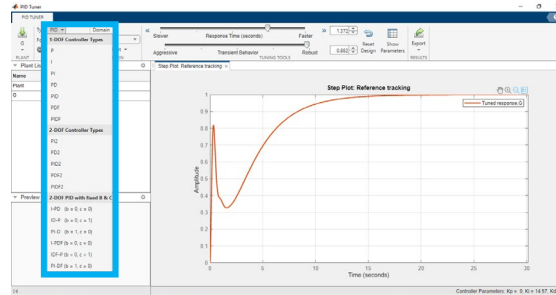 PID Tuner
PID TUNER
PID
Domain
Slower
Response Time (seconds)
Faster
1.372
Aggressive
Transient Behavior
Robust
0.882
Reset Design
Show Parameters
Export
PLANT
TUNING TOOLS
RESULTS
1-DOF Controller Types
P
I
PI
PD
PID
PDF
PIDF
2-DOF Controller Types
PI2
PD2
PID2
PDF2
PIDF2
2-DOF PID with fixed B & C
I-PD (b = 0, c = 0)
ID-P (b = 0, c = 1)
PI-D (b = 1, c = 0)
I-PDF (b = 0, c = 0)
IDF-P (b = 0, c = 1)
PI-DF (b = 1, c = 0)
Plant Lis
Name
Plant
G
Preview
Step Plot: Reference tracking
Step Plot: Reference tracking
Tuned response,G
Amplitude
1
0.9
0.8
0.7
0.6
0.5
0.4
0.3
0.2
0.1
0
0
5
10
15
20
25
30
Time (seconds)
Controller Parameters: Kp = 9, Ki = 14.57, Kd